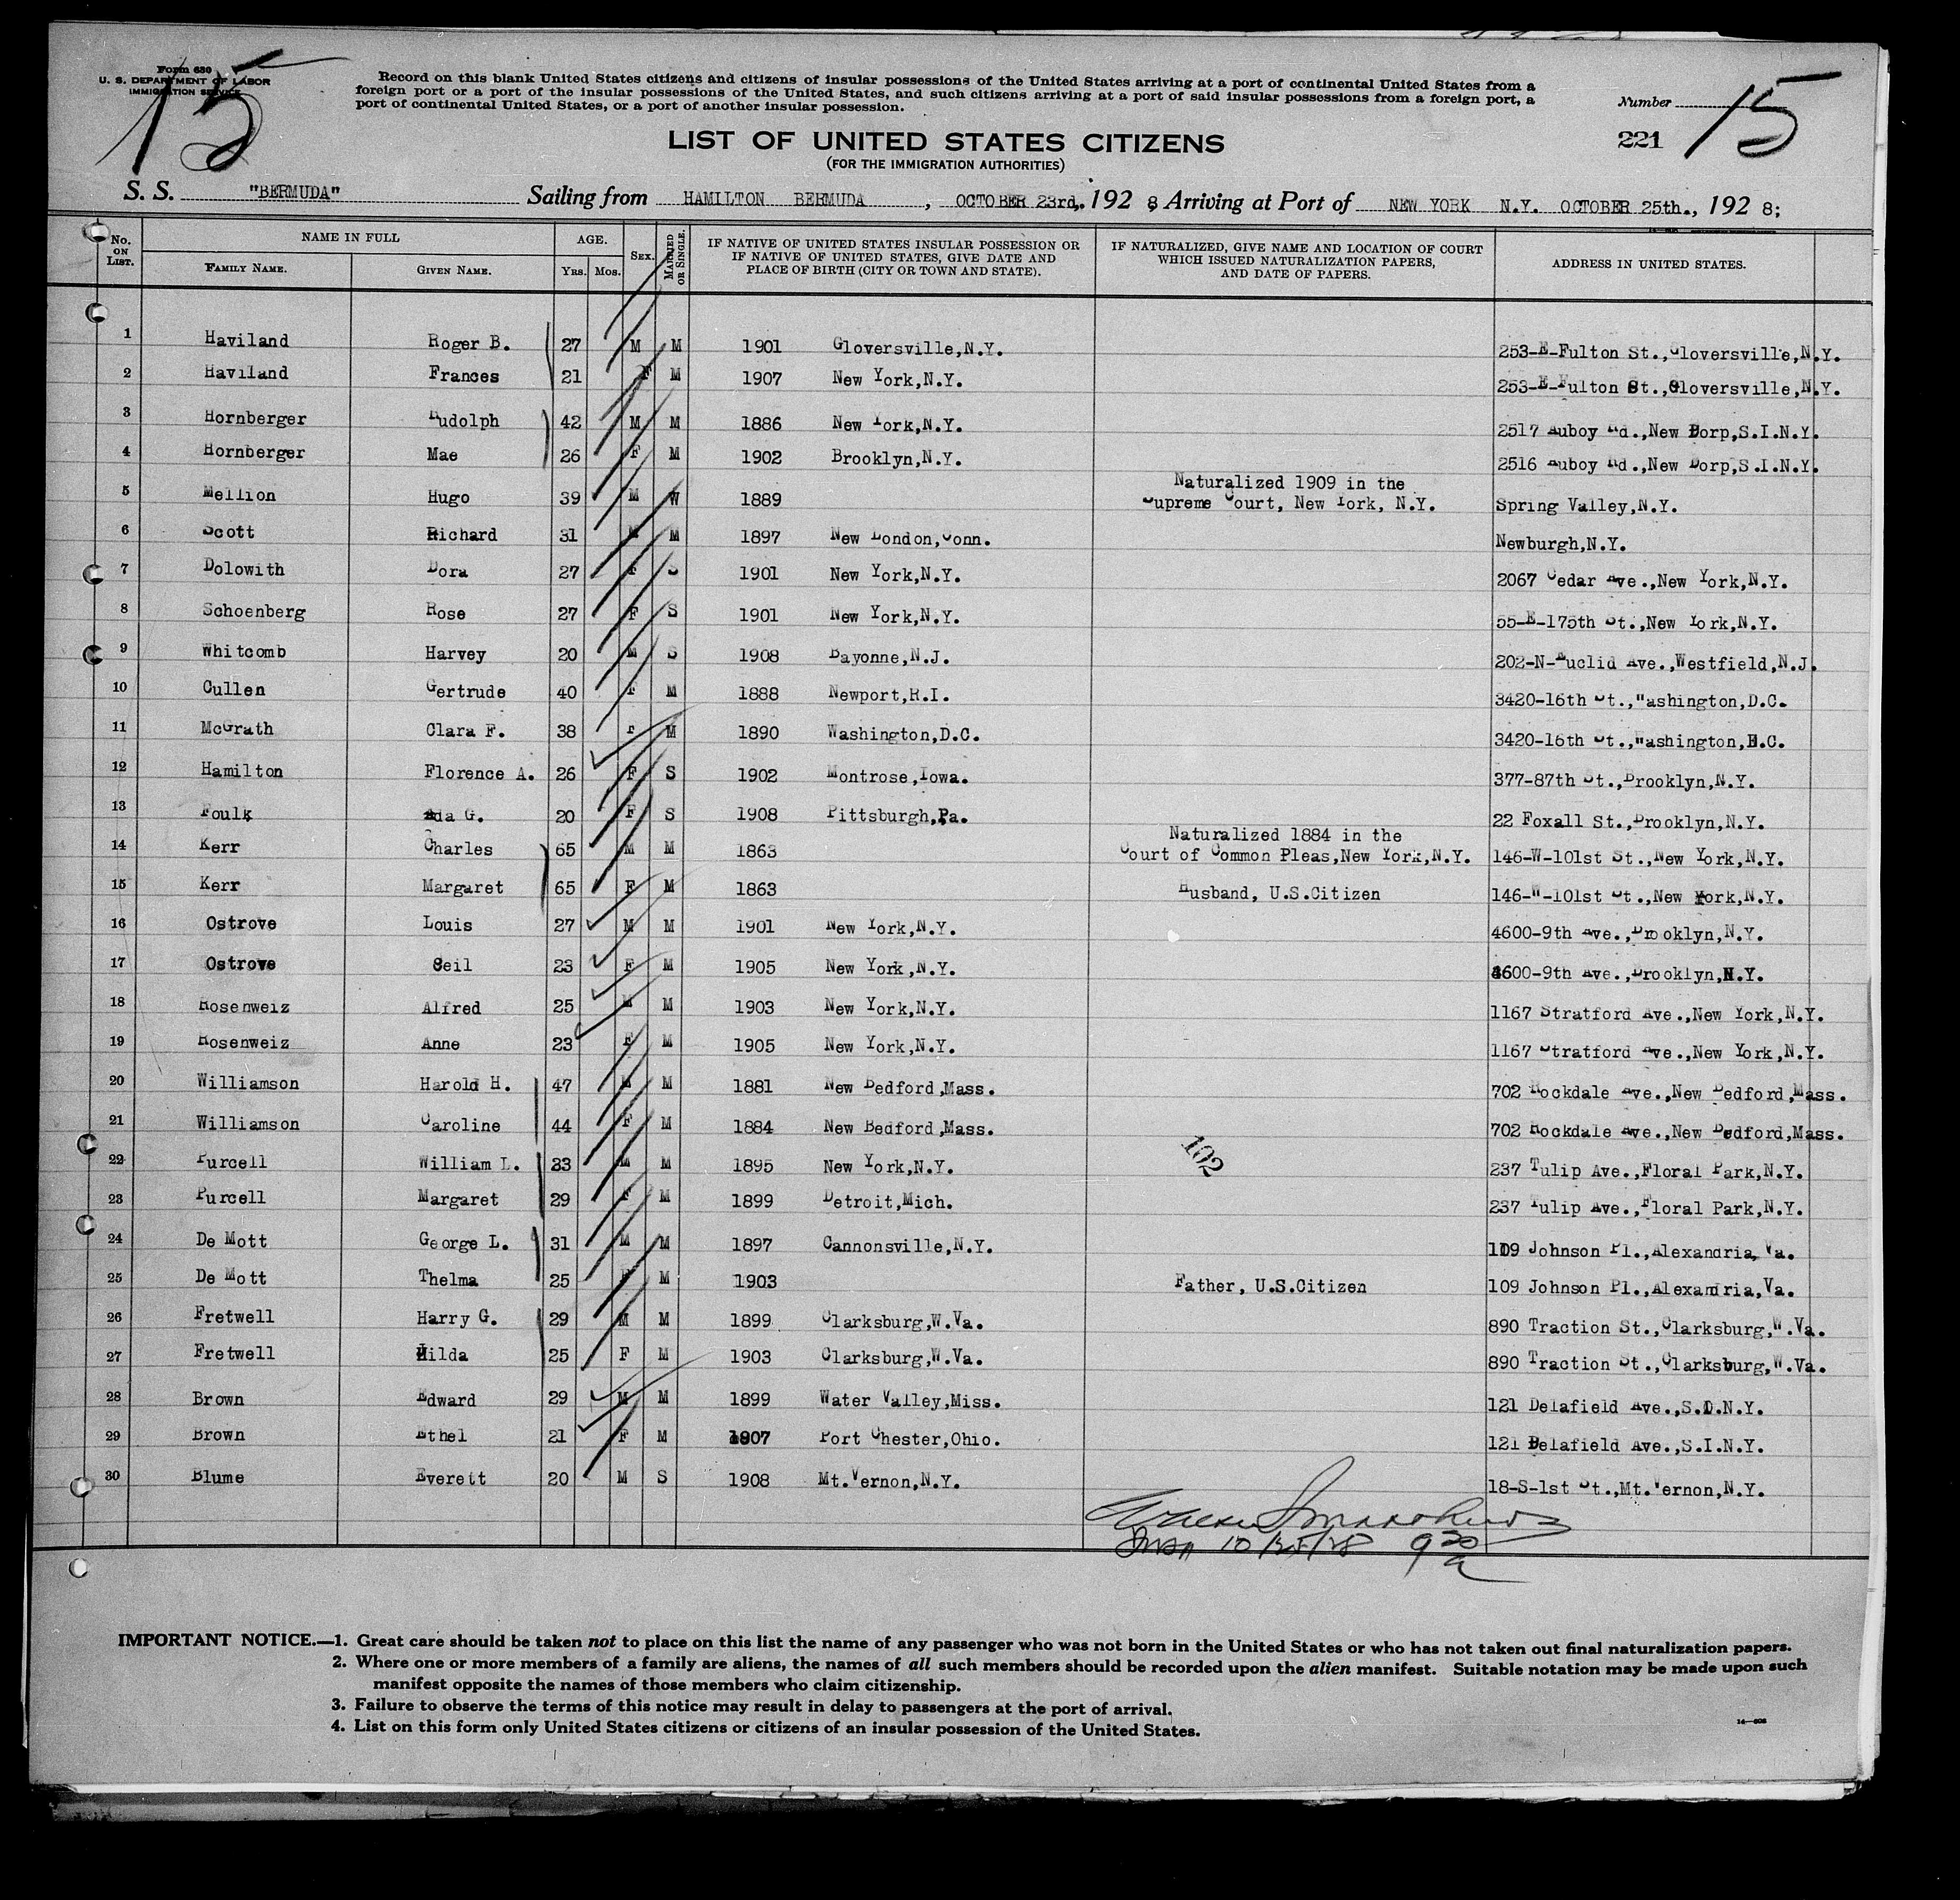 Form 630
U. S. DEPARTMENT OF LABOR
IMMIGRATION SERVICE
15
Record on this blank United States citizens and citizens of insular possessions of the United States arriving at a port of continental United States from a
foreign port or a port of the insular possessions of the United States, and such citizens arriving at a port of said insular possessions from a foreign port, a
port of continental United States, or a port of another insular possession.
Number 15
221
LIST OF UNITED STATES CITIZENS
(FOR THE IMMIGRATION AUTHORITIES)
S. S. "BERMUDA" Sailing from HAMILTON BERMUDA, OCTOBER 23rd, 1928, Arriving at Port of NEW YORK N.Y. OCTOBER 25th., 1928;
No. ON LIST. NAME IN FULL FAMILY NAME. GIVEN NAME. AGE. YRS. MOS. SEX. MARRIED OR SINGLE. IF NATIVE OF UNITED STATES INSULAR POSSESSION OR IF NATIVE OF UNITED STATES, GIVE DATE AND PLACE OF BIRTH (CITY OR TOWN AND STATE). IF NATURALIZED, GIVE NAME AND LOCATION OF COURT WHICH ISSUED NATURALIZATION PAPERS, AND DATE OF PAPERS. ADDRESS IN UNITED STATES.
1 Haviland Roger B. 27 M M 1901 Gloversville,N.Y. 253-E-Fulton St.,Gloversville,N.Y.
2 Haviland Frances 21 F M 1907 New York,N.Y. 253-E-Fulton St.,Gloversville,N.Y.
3 Hornberger Rudolph 42 M M 1886 New York,N.Y. 2517 Auboy Rd.,New Dorp,S.I.N.Y.
4 Hornberger Mae 26 F M 1902 Brooklyn,N.Y. 2516 Auboy Rd.,New Dorp,S.I.N.Y.
5 Mellion Hugo 39 M W 1889 Naturalized 1909 in the Supreme Court, New York, N.Y. Spring Valley,N.Y.
6 Scott Richard 31 M M 1897 New London,Conn. Newburgh,N.Y.
7 Dolowith Dora 27 F S 1901 New York,N.Y. 2067 Cedar Ave.,New York,N.Y.
8 Schoenberg Rose 27 F S 1901 New York,N.Y. 55-E-175th St.,New York,N.Y.
9 Whitcomb Harvey 20 M S 1908 Bayonne,N.J. 202-N-Euclid Ave.,Westfield,N.J.
10 Cullen Gertrude 40 F M 1888 Newport,R.I. 3420-16th St.,Washington,D.C.
11 McGrath Clara F. 38 F M 1890 Washington,D.C. 3420-16th St.,Washington,D.C.
12 Hamilton Florence A. 26 F S 1902 Montrose,Iowa. 377-87th St.,Brooklyn,N.Y.
13 Foulk Ada G. 20 F S 1908 Pittsburgh,Pa. 22 Foxall St.,Brooklyn,N.Y.
14 Kerr Charles 65 M M 1863 Naturalized 1884 in the Court of Common Pleas,New York,N.Y. 146-W-101st St.,New York,N.Y.
15 Kerr Margaret 65 F M 1863 Husband, U.S.Citizen 146-W-101st St.,New York,N.Y.
16 Ostrove Louis 27 M M 1901 New York,N.Y. 4600-9th Ave.,Brooklyn,N.Y.
17 Ostrove Ceil 23 F M 1905 New York,N.Y. 4600-9th Ave.,Brooklyn,N.Y.
18 Rosenweiz Alfred 25 M M 1903 New York,N.Y. 1167 Stratford Ave.,New York,N.Y.
19 Rosenweiz Anne 23 F M 1905 New York,N.Y. 1167 Stratford Ave.,New York,N.Y.
20 Williamson Harold H. 47 M M 1881 New Bedford,Mass. 702 Rockdale Ave.,New Bedford,Mass.
21 Williamson Caroline 44 F M 1884 New Bedford,Mass. 702 Rockdale Ave.,New Bedford,Mass.
102
22 Purcell William L. 33 M M 1895 New York,N.Y. 237 Tulip Ave.,Floral Park,N.Y.
23 Purcell Margaret 29 F M 1899 Detroit,Mich. 237 Tulip Ave.,Floral Park,N.Y.
24 De Mott George L. 31 M M 1897 Cannonsville,N.Y. 109 Johnson Pl.,Alexandria,Va.
25 De Mott Thelma 25 F M 1903 Father, U.S.Citizen 109 Johnson Pl.,Alexandria,Va.
26 Fretwell Harry G. 29 M M 1899 Clarksburg,W.Va. 890 Traction St.,Clarksburg,W.Va.
27 Fretwell Hilda 25 F M 1903 Clarksburg,W.Va. 890 Traction St.,Clarksburg,W.Va.
28 Brown Edward 29 M M 1899 Water Valley,Miss. 121 Delafield Ave.,S.I.N.Y.
29 Brown Ethel 21 F M 1907 Port Chester,Ohio. 121 Delafield Ave.,S.I.N.Y.
30 Blume Everett 20 M S 1908 Mt.Vernon,N.Y. 18-S-1st St.,Mt.Vernon,N.Y.
10/25/28 9 30 a
IMPORTANT NOTICE.—1. Great care should be taken not to place on this list the name of any passenger who was not born in the United States or who has not taken out final naturalization papers.
2. Where one or more members of a family are aliens, the names of all such members should be recorded upon the alien manifest. Suitable notation may be made upon such
manifest opposite the names of those members who claim citizenship.
3. Failure to observe the terms of this notice may result in delay to passengers at the port of arrival.
4. List on this form only United States citizens or citizens of an insular possession of the United States.